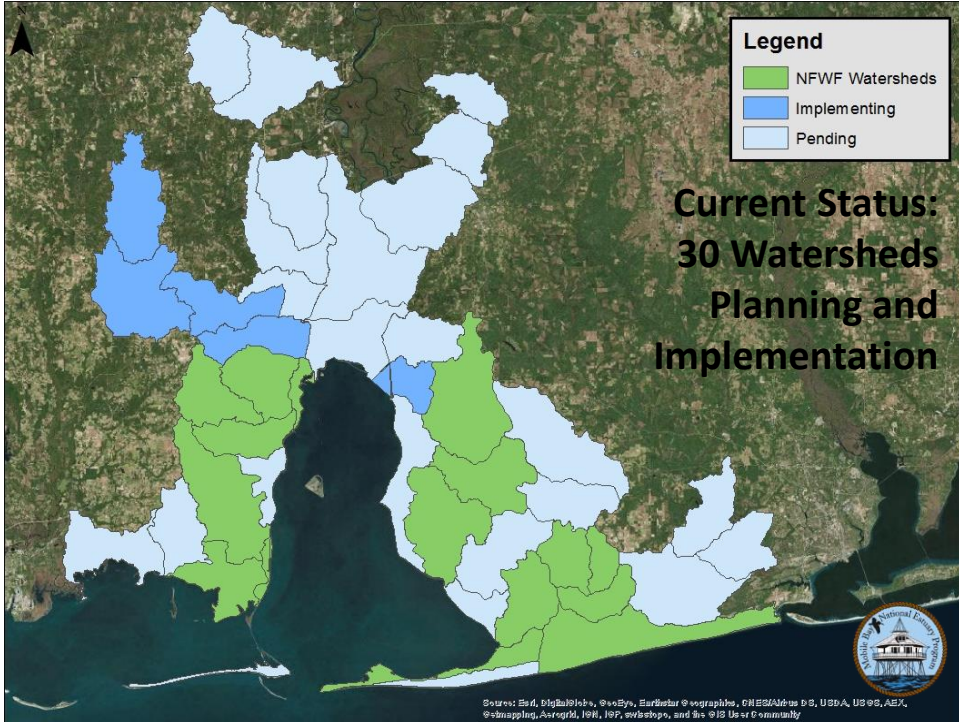 N
Legend
NFWF Watersheds
Implementing
Pending
Current Status:
30 Watersheds
Planning and
Implementation
Mobile Bay National Estuary Program
Source: Esri, DigitalGlobe, GeoEye, Earthstar Geographics, CNES/Airbus DS, USDA, USGS, AEX,
Getmapping, Aerogrid, IGN, IGP, swisstopo, and the GIS User Community